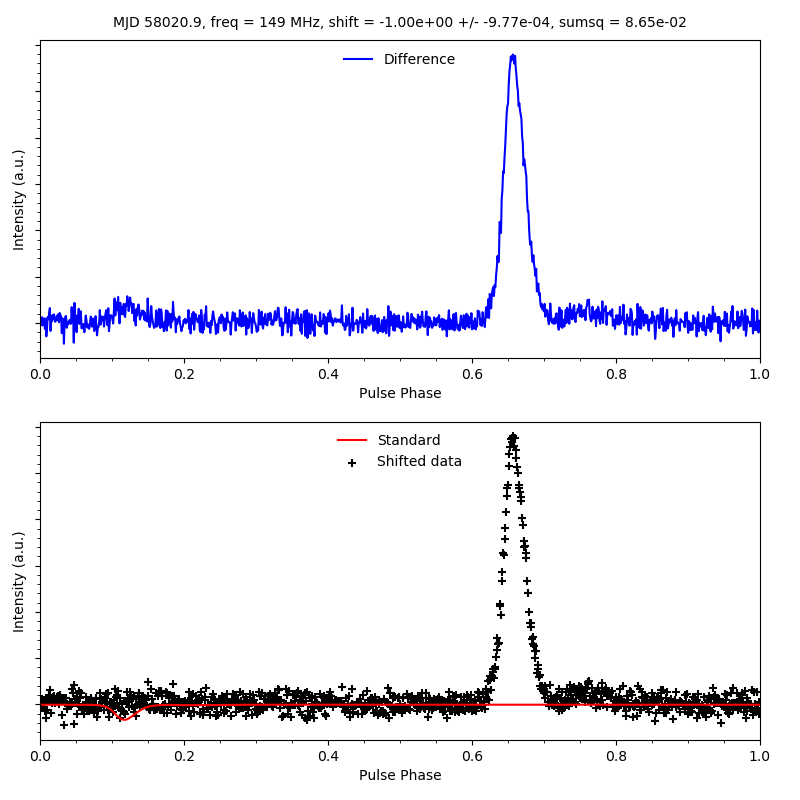 MJD 58020.9, freq = 149 MHz, shift = -1.00e+00 +/- -9.77e-04, sumsq = 8.65e-02
Difference
Intensity (a.u.)
0.0 0.2 0.4 0.6 0.8 1.0
Pulse Phase
Standard
Shifted data
Intensity (a.u.)
0.0 0.2 0.4 0.6 0.8 1.0
Pulse Phase